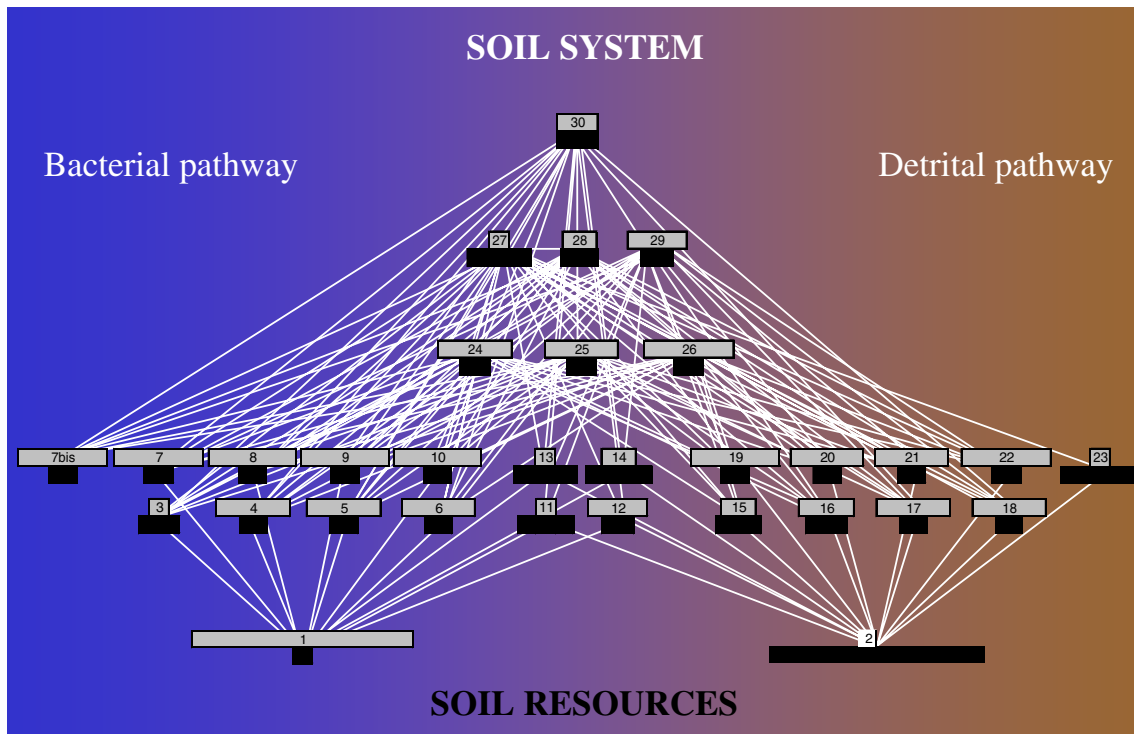 SOIL SYSTEM
30
Bacterial pathway
Detrital pathway
27 28 29
24 25 26
7bis 7 8 9 10 13 14 19 20 21 22 23
3 4 5 6 11 12 15 16 17 18
1 2
SOIL RESOURCES